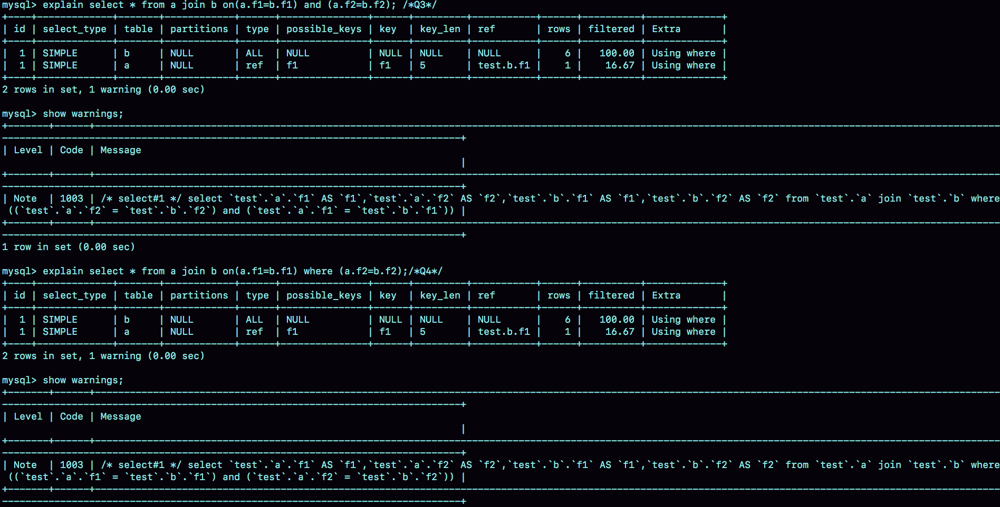 mysql> explain select * from a join b on(a.f1=b.f1) and (a.f2=b.f2); /*Q3*/
+----+-------------+-------+------------+------+---------------+------+---------+-----------+------+----------+-------------+
| id | select_type | table | partitions | type | possible_keys | key  | key_len | ref       | rows | filtered | Extra       |
+----+-------------+-------+------------+------+---------------+------+---------+-----------+------+----------+-------------+
|  1 | SIMPLE      | b     | NULL       | ALL  | NULL          | NULL | NULL    | NULL      |    6 |   100.00 | Using where |
|  1 | SIMPLE      | a     | NULL       | ref  | f1            | f1   | 5       | test.b.f1 |    1 |    16.67 | Using where |
+----+-------------+-------+------------+------+---------------+------+---------+-----------+------+----------+-------------+
2 rows in set, 1 warning (0.00 sec)
mysql> show warnings;
| Level | Code | Message
|
| Note  | 1003 | /* select#1 */ select `test`.`a`.`f1` AS `f1`,`test`.`a`.`f2` AS `f2`,`test`.`b`.`f1` AS `f1`,`test`.`b`.`f2` AS `f2` from `test`.`a` join `test`.`b` where
((`test`.`a`.`f2` = `test`.`b`.`f2`) and (`test`.`a`.`f1` = `test`.`b`.`f1`)) |
1 row in set (0.00 sec)
mysql> explain select * from a join b on(a.f1=b.f1) where (a.f2=b.f2);/*Q4*/
+----+-------------+-------+------------+------+---------------+------+---------+-----------+------+----------+-------------+
| id | select_type | table | partitions | type | possible_keys | key  | key_len | ref       | rows | filtered | Extra       |
+----+-------------+-------+------------+------+---------------+------+---------+-----------+------+----------+-------------+
|  1 | SIMPLE      | b     | NULL       | ALL  | NULL          | NULL | NULL    | NULL      |    6 |   100.00 | Using where |
|  1 | SIMPLE      | a     | NULL       | ref  | f1            | f1   | 5       | test.b.f1 |    1 |    16.67 | Using where |
+----+-------------+-------+------------+------+---------------+------+---------+-----------+------+----------+-------------+
2 rows in set, 1 warning (0.00 sec)
mysql> show warnings;
| Level | Code | Message
|
| Note  | 1003 | /* select#1 */ select `test`.`a`.`f1` AS `f1`,`test`.`a`.`f2` AS `f2`,`test`.`b`.`f1` AS `f1`,`test`.`b`.`f2` AS `f2` from `test`.`a` join `test`.`b` where
((`test`.`a`.`f1` = `test`.`b`.`f1`) and (`test`.`a`.`f2` = `test`.`b`.`f2`)) |